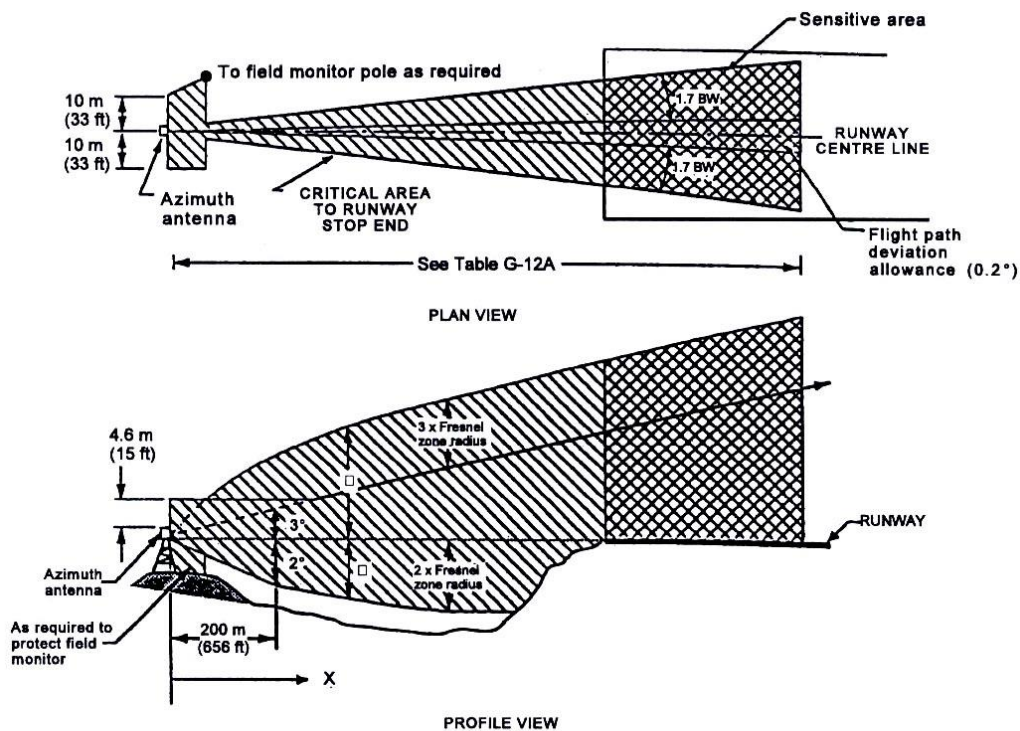 Sensitive area
To field monitor pole as required
10 m
(33 ft)
10 m
(33 ft)
1.7 BW
1.7 BW
RUNWAY
CENTRE LINE
Azimuth
antenna
CRITICAL AREA
TO RUNWAY
STOP END
Flight path
deviation
allowance (0.2°)
See Table G-12A
PLAN VIEW
4.6 m
(15 ft)
3 x Fresnel
zone radius
3°
2°
2 x Fresnel
zone radius
RUNWAY
Azimuth
antenna
As required to
protect field
monitor
200 m
(656 ft)
X
PROFILE VIEW